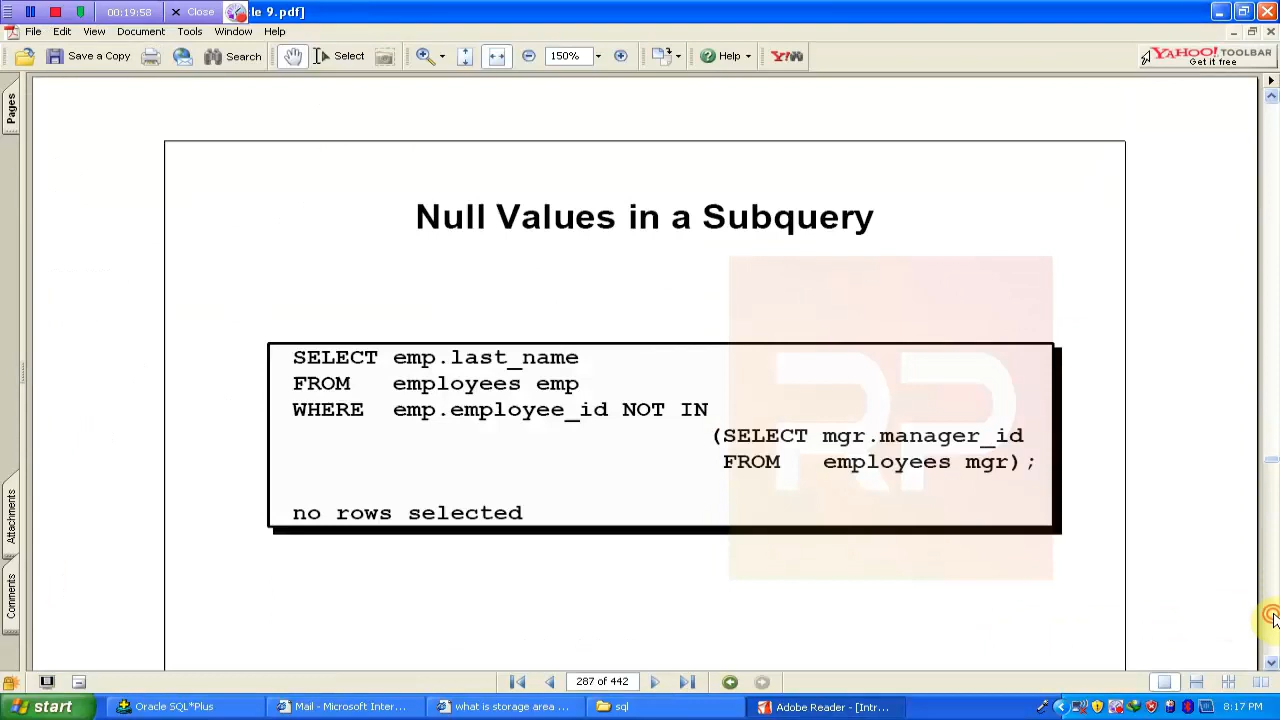 00:19:58 Close le 9.pdf]
File Edit View Document Tools Window Help
Save a Copy Search Select 150% Help Y! YAHOO! TOOLBAR
Get it free
Pages
Null Values in a Subquery
RP
SELECT emp.last_name
FROM employees emp
WHERE emp.employee_id NOT IN
(SELECT mgr.manager_id
FROM employees mgr);
no rows selected
Attachments
Comments
287 of 442
start Oracle SQL*Plus Mail - Microsoft Inter... what is storage area ... sql Adobe Reader - [Intr... 8:17 PM